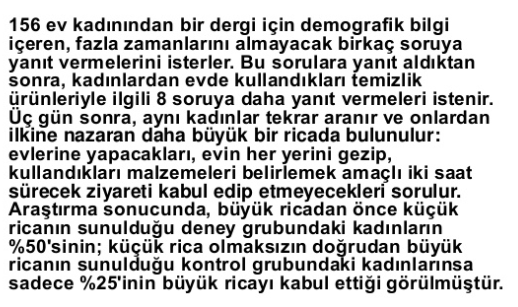 156 ev kadınından bir dergi için demografik bilgi
içeren, fazla zamanlarını almayacak birkaç soruya
yanıt vermelerini isterler. Bu sorulara yanıt aldıktan
sonra, kadınlardan evde kullandıkları temizlik
ürünleriyle ilgili 8 soruya daha yanıt vermeleri istenir.
Üç gün sonra, aynı kadınlar tekrar aranır ve onlardan
ilkine nazaran daha büyük bir ricada bulunulur:
evlerine yapacakları, evin her yerini gezip,
kullandıkları malzemeleri belirlemek amaçlı iki saat
sürecek ziyareti kabul edip etmeyecekleri sorulur.
Araştırma sonucunda, büyük ricadan önce küçük
ricanın sunulduğu deney grubundaki kadınların
%50'sinin; küçük rica olmaksızın doğrudan büyük
ricanın sunulduğu kontrol grubundaki kadınlarınsa
sadece %25'inin büyük ricayı kabul ettiği görülmüştür.